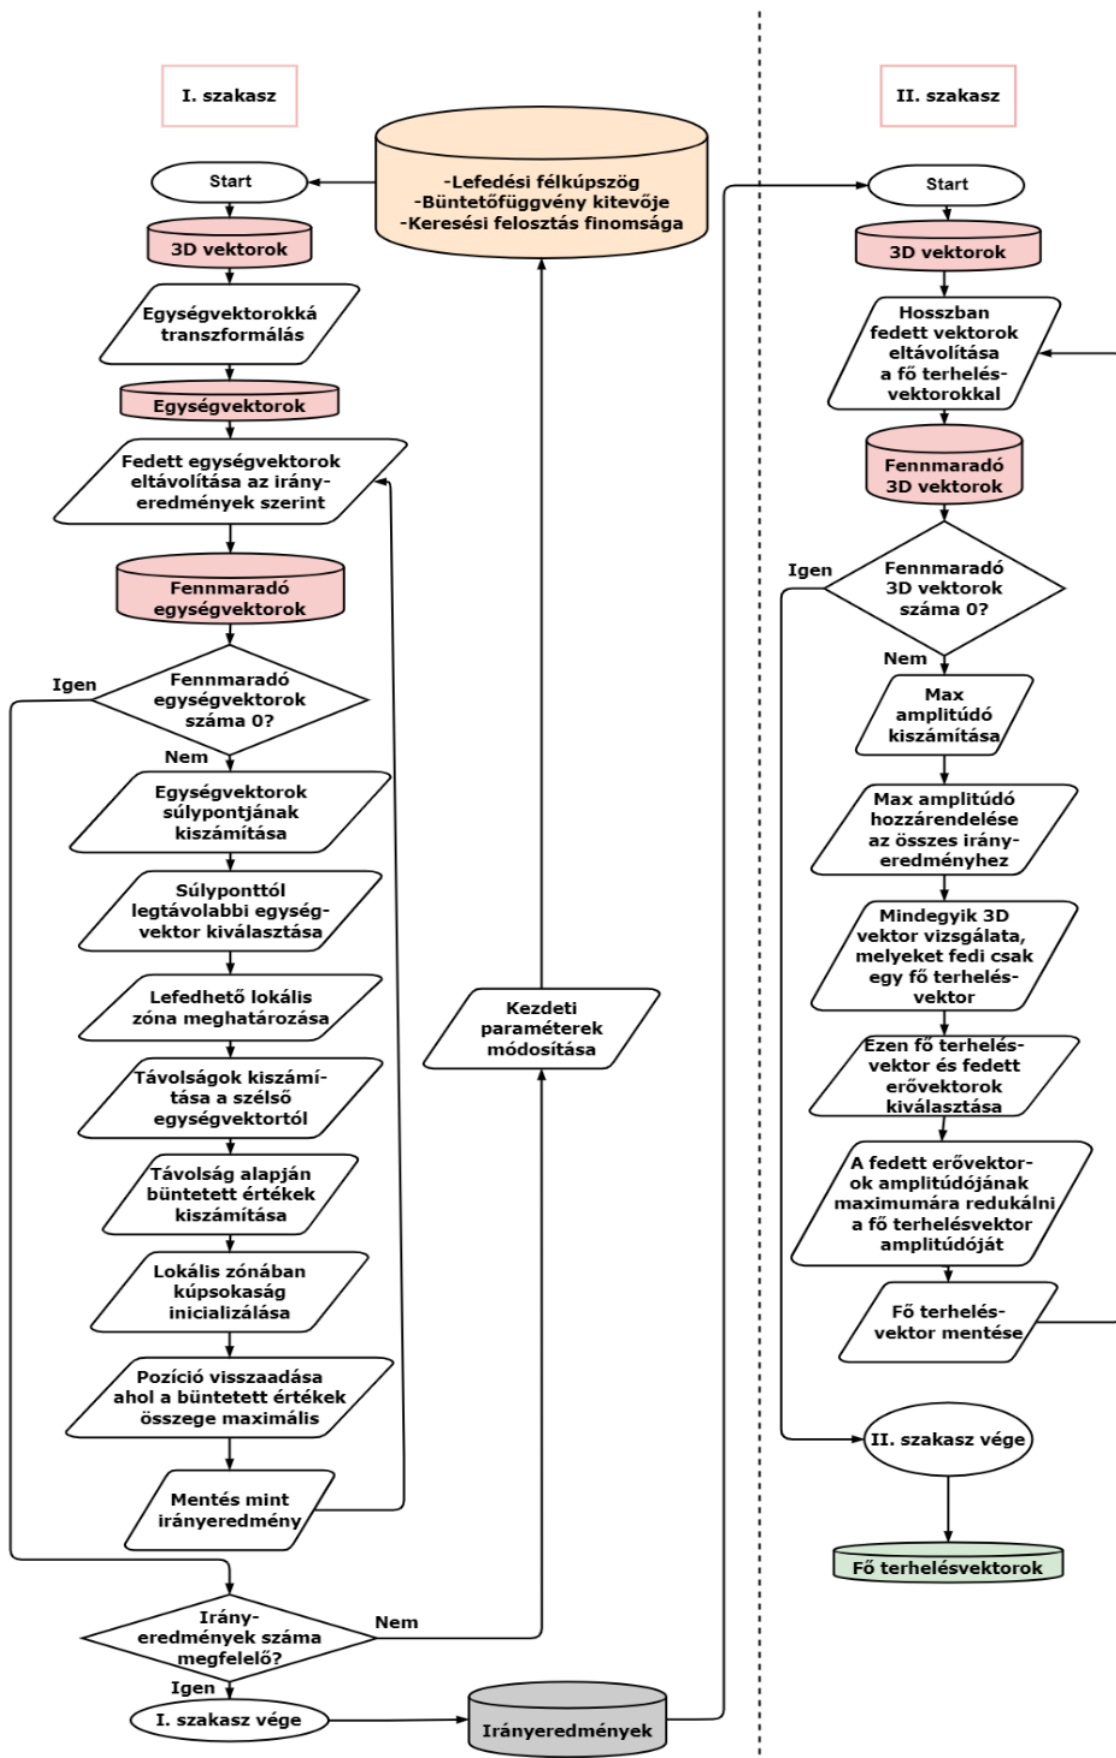 I. szakasz
-Lefedési félkúpszög
-Büntetőfüggvény kitevője
-Keresési felosztás finomsága
Start
3D vektorok
Egységvektorokká
transzformálás
Egységvektorok
Fedett egységvektorok
eltávolítása az irány-
eredmények szerint
Fennmaradó
egységvektorok
Igen
Fennmaradó
egységvektorok
száma 0?
Nem
Egységvektorok
súlypontjának
kiszámítása
Súlyponttól
legtávolabbi egység-
vektor kiválasztása
Lefedhető lokális
zóna meghatározása
Távolságok kiszámí-
tása a szélső
egységvektortól
Távolság alapján
büntetett értékek
kiszámítása
Lokális zónában
kúpsokaság
inicializálása
Pozíció visszaadása
ahol a büntetett értékek
összege maximális
Mentés mint
irányeredmény
Irány-
eredmények száma
megfelelő?
Nem
Kezdeti
paraméterek
módosítása
Igen
I. szakasz vége
Irányeredmények
II. szakasz
Start
3D vektorok
Hosszban
fedett vektorok
eltávolítása
a fő terhelés-
vektorokkal
Fennmaradó
3D vektorok
Igen
Fennmaradó
3D vektorok
száma 0?
Nem
Max
amplitúdó
kiszámítása
Max amplitúdó
hozzárendelése
az összes irány-
eredményhez
Mindegyik 3D
vektor vizsgálata,
melyeket fedi csak
egy fő terhelés-
vektor
Ezen fő terhelés-
vektor és fedett
erővektorok
kiválasztása
A fedett erővektor-
ok amplitúdójának
maximumára redukálni
a fő terhelésvektor
amplitúdóját
Fő terhelés-
vektor mentése
II. szakasz vége
Fő terhelésvektorok